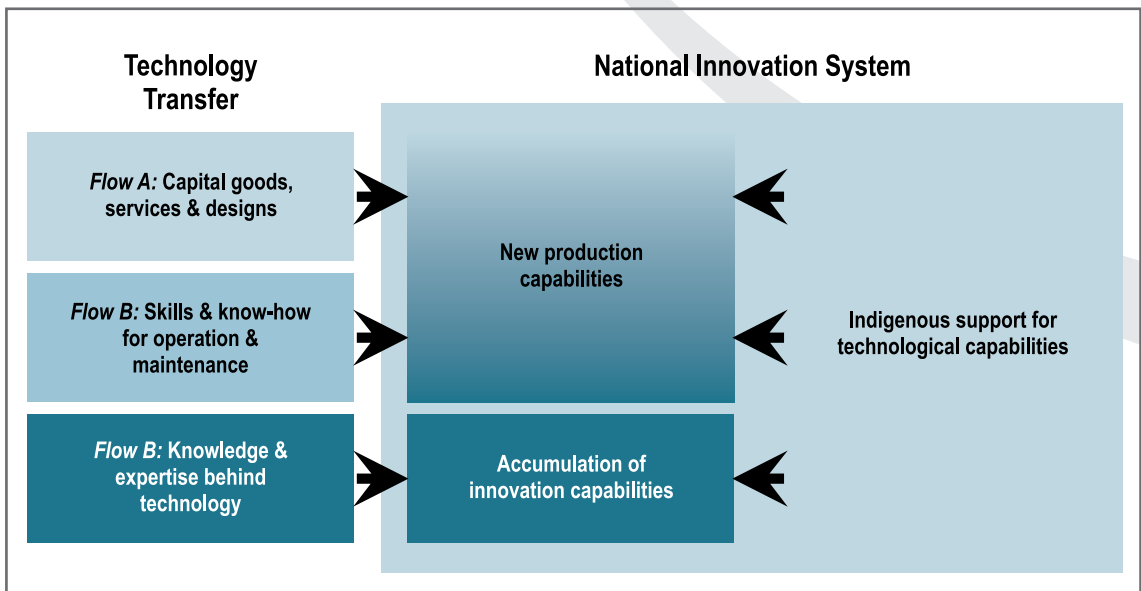 Technology
Transfer
National Innovation System
Flow A: Capital goods,
services & designs
Flow B: Skills & know-how
for operation &
maintenance
Flow B: Knowledge &
expertise behind
technology
New production
capabilities
Accumulation of
innovation capabilities
Indigenous support for
technological capabilities